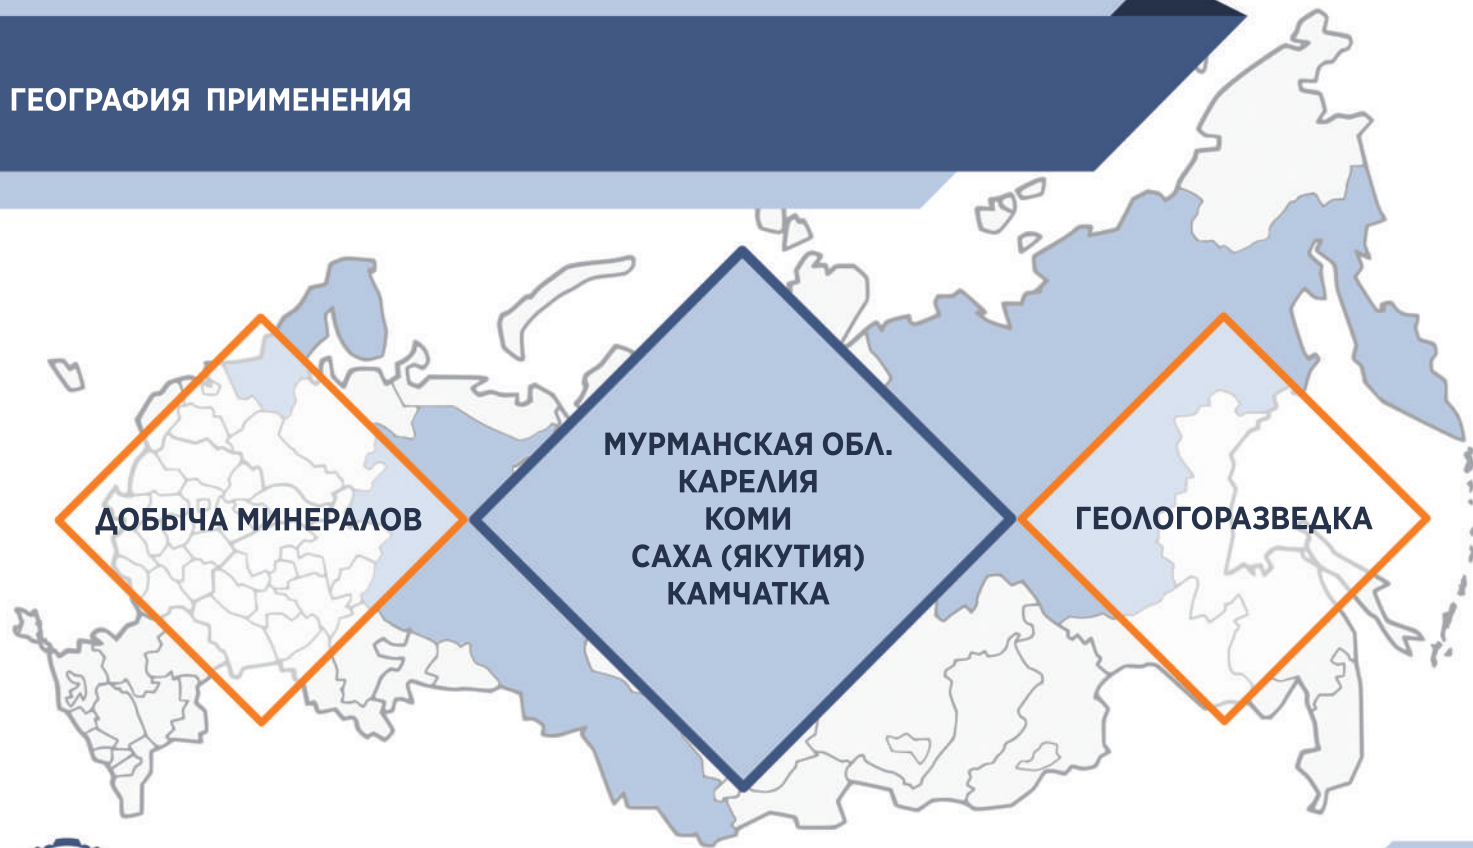 ГЕОГРАФИЯ ПРИМЕНЕНИЯ
ДОБЫЧА МИНЕРАЛОВ
МУРМАНСКАЯ ОБЛ.
КАРЕЛИЯ
КОМИ
САХА (ЯКУТИЯ)
КАМЧАТКА
ГЕОЛОГОРАЗВЕДКА